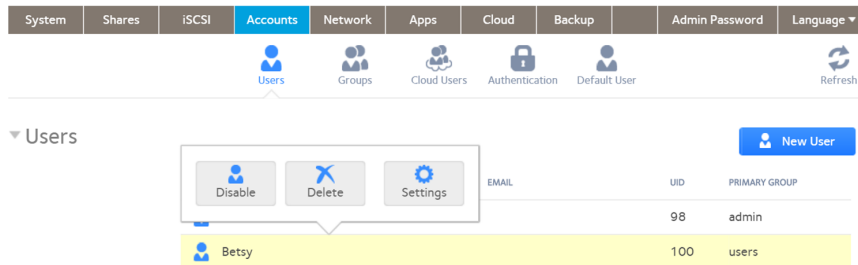 System Shares iSCSI Accounts Network Apps Cloud Backup Admin Password Language
Users Groups Cloud Users Authentication Default User Refresh
Users
New User
Disable Delete Settings
EMAIL UID PRIMARY GROUP
98 admin
Betsy 100 users